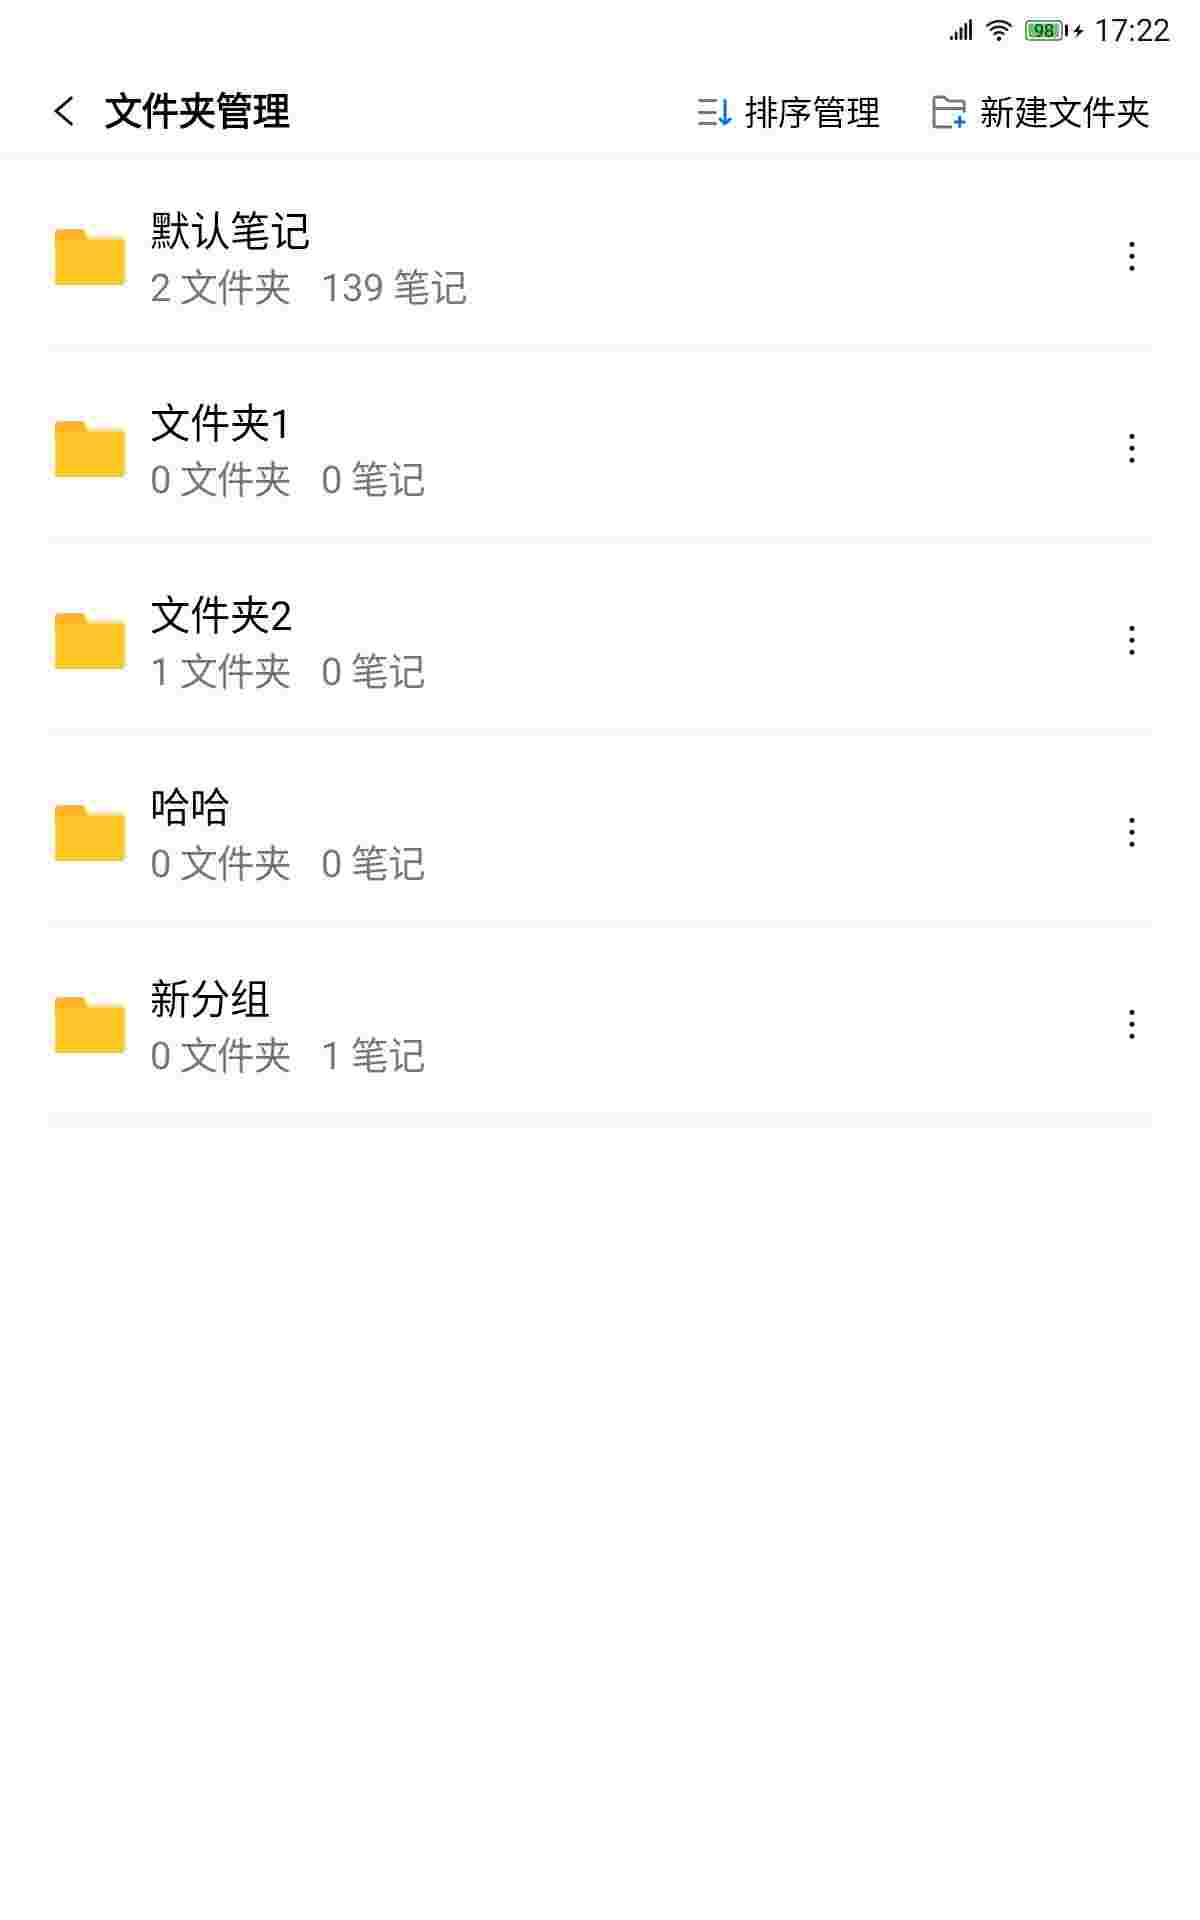 98 17:22
文件夹管理 排序管理 新建文件夹
默认笔记
2 文件夹 139 笔记
文件夹1
0 文件夹 0 笔记
文件夹2
1 文件夹 0 笔记
哈哈
0 文件夹 0 笔记
新分组
0 文件夹 1 笔记